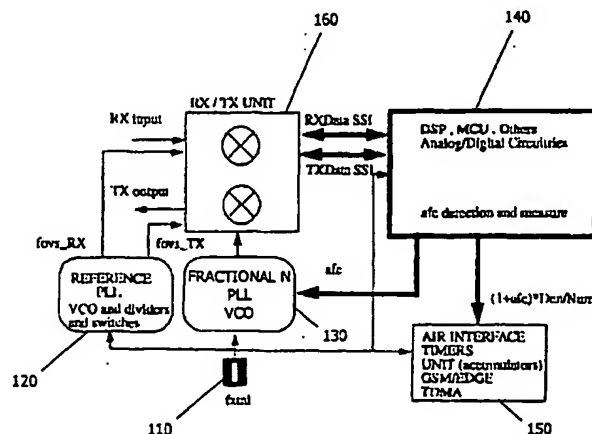 160
140
RX / TX UNIT
RX input
RXData SSI
TXData SSI
DSP, MCU, Others
Analog/Digital Circuitries
TX output
afc detection and measure
fovs_RX
fovs_TX
REFERENCE
PLL
VCO and dividers
and switches
FRACTIONAL N
PLL
VCO
afc
(1+afc)*Den/Num
120
130
AIR INTERFACE
TIMERS
UNIT (accumulators)
GSM/EDGE
TDMA
110
fxtal
150